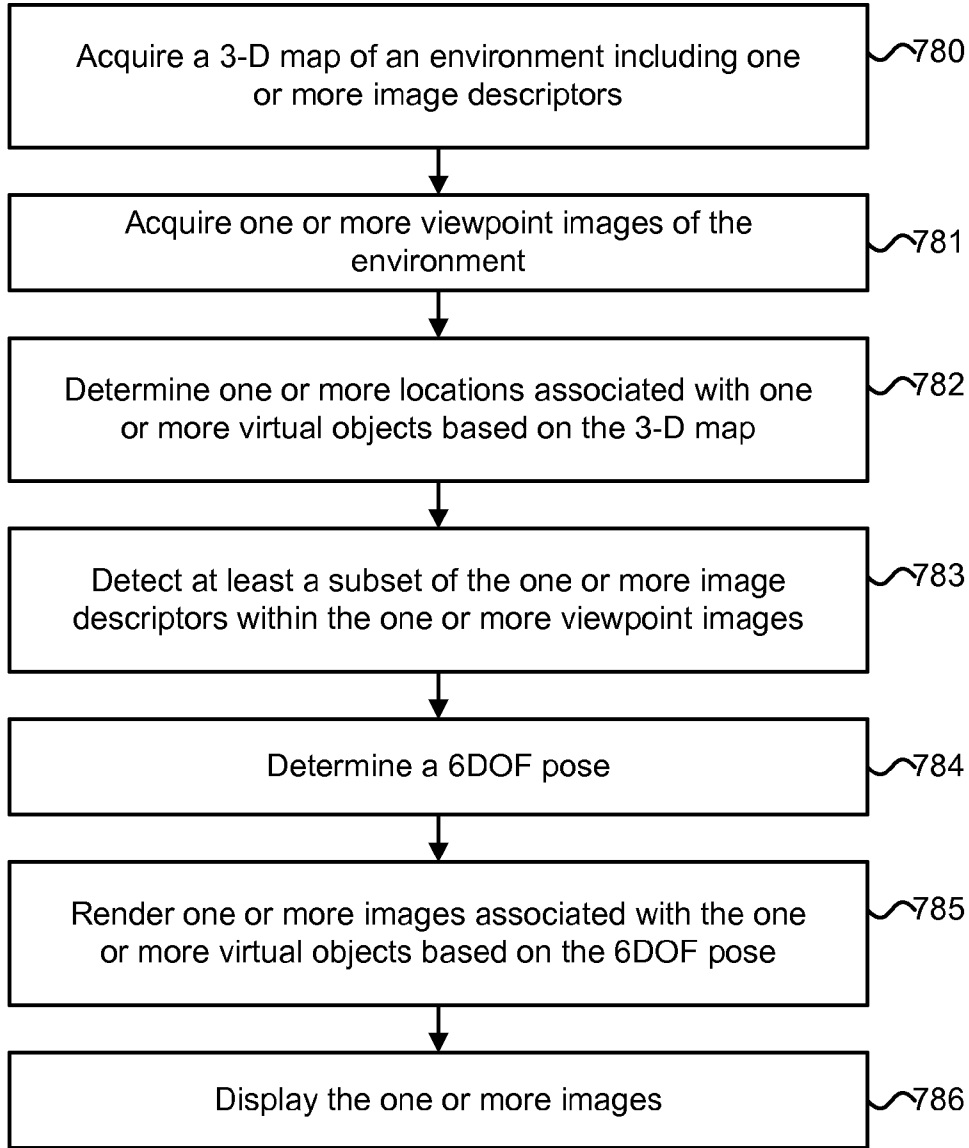 Acquire a 3-D map of an environment including one
or more image descriptors
780
Acquire one or more viewpoint images of the
environment
781
Determine one or more locations associated with one
or more virtual objects based on the 3-D map
782
Detect at least a subset of the one or more image
descriptors within the one or more viewpoint images
783
Determine a 6DOF pose
784
Render one or more images associated with the one
or more virtual objects based on the 6DOF pose
785
Display the one or more images
786